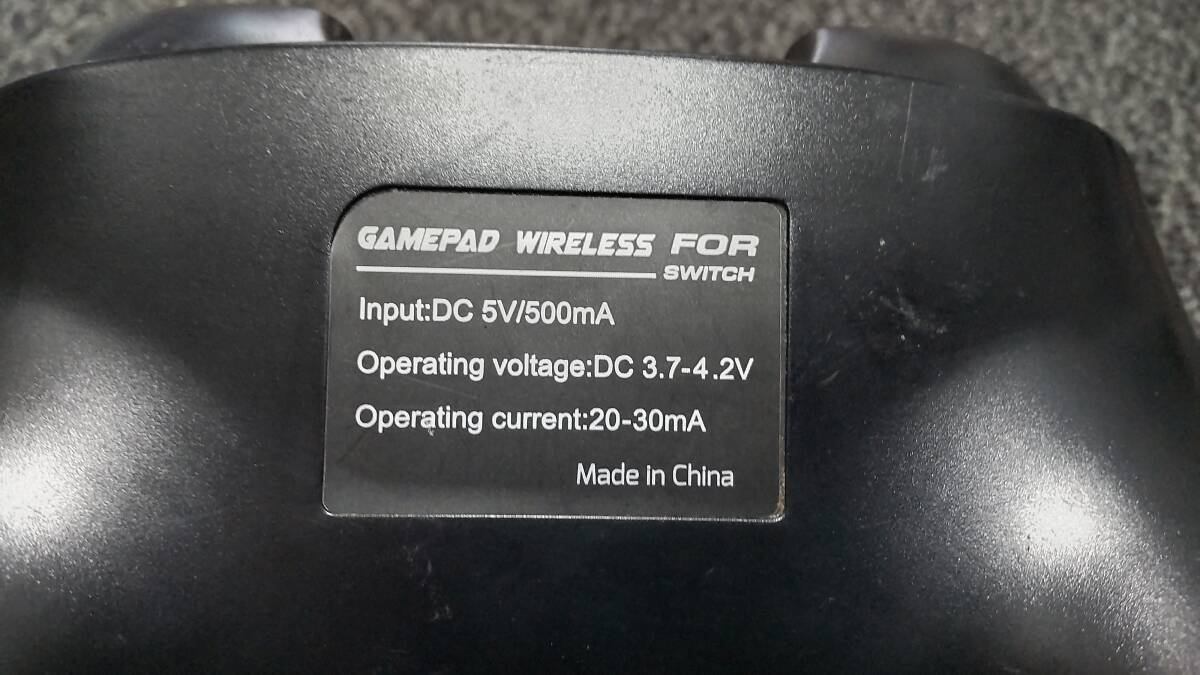 GAMEPAD WIRELESS FOR
SWITCH
Input:DC 5V/500mA
Operating voltage:DC 3.7-4.2V
Operating current:20-30mA
Made in China